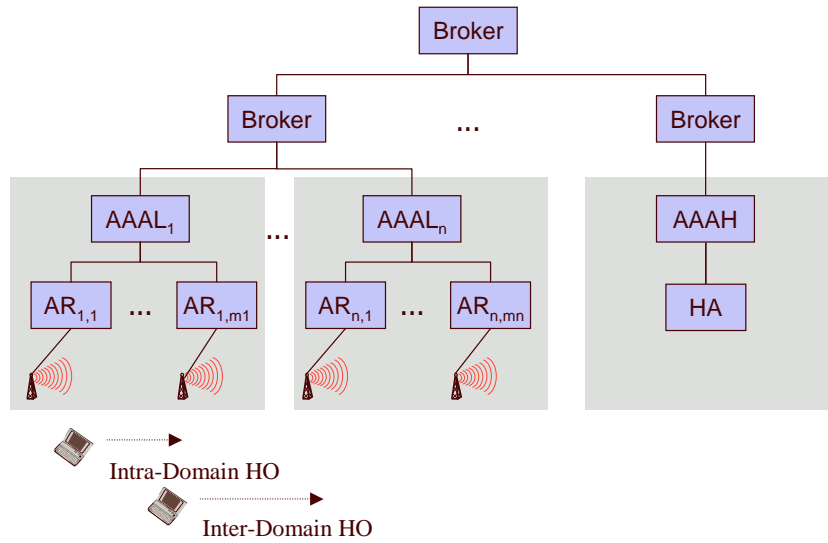 Broker
Broker ... Broker
AAAL₁ ... AAALₙ AAAH
AR₁,₁ ... AR₁,ₘ₁ ARₙ,₁ ... ARₙ,ₘₙ HA
Intra-Domain HO
Inter-Domain HO